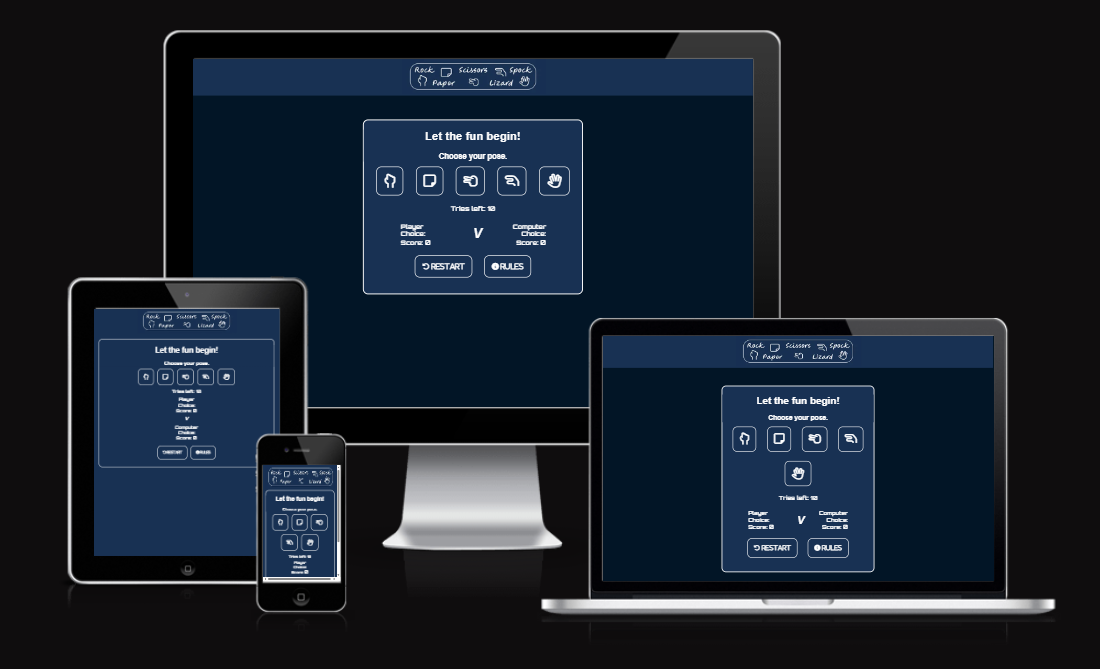 Rock Scissors Spock
Paper Lizard
Let the fun begin!
Choose your pose.
Tries left: 10
Player Computer
Choice: V Choice:
Score: 0 Score: 0
RESTART RULES
Rock Scissors Spock
Paper Lizard
Let the fun begin!
Choose your pose.
Tries left: 10
Player
Choice:
Score: 0
V
Computer
Choice:
Score: 0
RESTART RULES
Rock Scissors Spock
Paper Lizard
Let the fun begin!
Choose your pose.
Tries left: 10
Player
Choice:
Score: 0
Rock Scissors Spock
Paper Lizard
Let the fun begin!
Choose your pose.
Tries left: 10
Player Computer
Choice: V Choice:
Score: 0 Score: 0
RESTART RULES